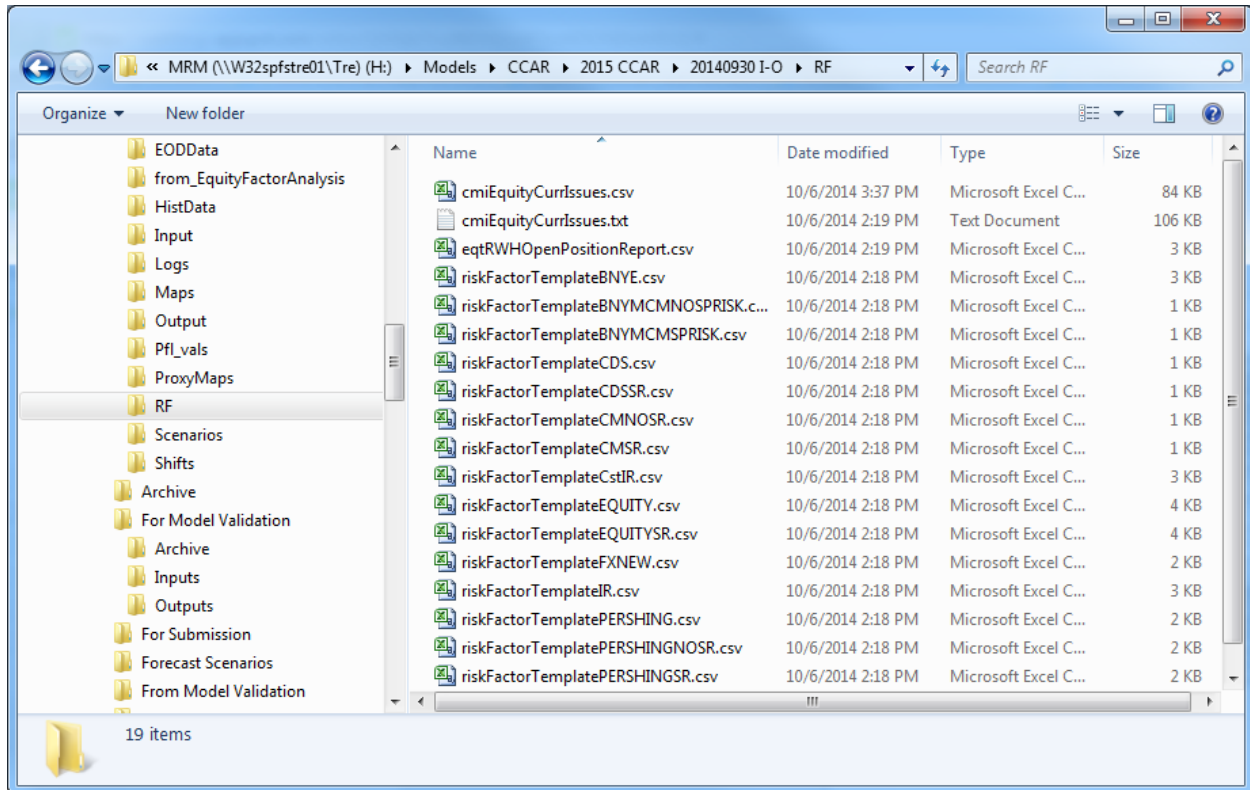 « MRM (\\W32spfstre01\Tre) (H:) ▸ Models ▸ CCAR ▸ 2015 CCAR ▸ 20140930 I-O ▸ RF Search RF
Organize New folder
EODData
from_EquityFactorAnalysis
HistData
Input
Logs
Maps
Output
Pfl_vals
ProxyMaps
RF
Scenarios
Shifts
Archive
For Model Validation
Archive
Inputs
Outputs
For Submission
Forecast Scenarios
From Model Validation
Name Date modified Type Size
cmiEquityCurrIssues.csv 10/6/2014 3:37 PM Microsoft Excel C... 84 KB
cmiEquityCurrIssues.txt 10/6/2014 2:19 PM Text Document 106 KB
eqtRWHOpenPositionReport.csv 10/6/2014 2:19 PM Microsoft Excel C... 3 KB
riskFactorTemplateBNYE.csv 10/6/2014 2:18 PM Microsoft Excel C... 3 KB
riskFactorTemplateBNYMCMNOSPRISK.c... 10/6/2014 2:18 PM Microsoft Excel C... 1 KB
riskFactorTemplateBNYMCMSPRISK.csv 10/6/2014 2:18 PM Microsoft Excel C... 1 KB
riskFactorTemplateCDS.csv 10/6/2014 2:18 PM Microsoft Excel C... 1 KB
riskFactorTemplateCDSSR.csv 10/6/2014 2:18 PM Microsoft Excel C... 1 KB
riskFactorTemplateCMNOSR.csv 10/6/2014 2:18 PM Microsoft Excel C... 1 KB
riskFactorTemplateCMSR.csv 10/6/2014 2:18 PM Microsoft Excel C... 1 KB
riskFactorTemplateCstIR.csv 10/6/2014 2:18 PM Microsoft Excel C... 3 KB
riskFactorTemplateEQUITY.csv 10/6/2014 2:18 PM Microsoft Excel C... 4 KB
riskFactorTemplateEQUITYSR.csv 10/6/2014 2:18 PM Microsoft Excel C... 4 KB
riskFactorTemplateFXNEW.csv 10/6/2014 2:18 PM Microsoft Excel C... 2 KB
riskFactorTemplateIR.csv 10/6/2014 2:18 PM Microsoft Excel C... 3 KB
riskFactorTemplatePERSHING.csv 10/6/2014 2:18 PM Microsoft Excel C... 2 KB
riskFactorTemplatePERSHINGNOSR.csv 10/6/2014 2:18 PM Microsoft Excel C... 2 KB
riskFactorTemplatePERSHINGSR.csv 10/6/2014 2:18 PM Microsoft Excel C... 2 KB
19 items